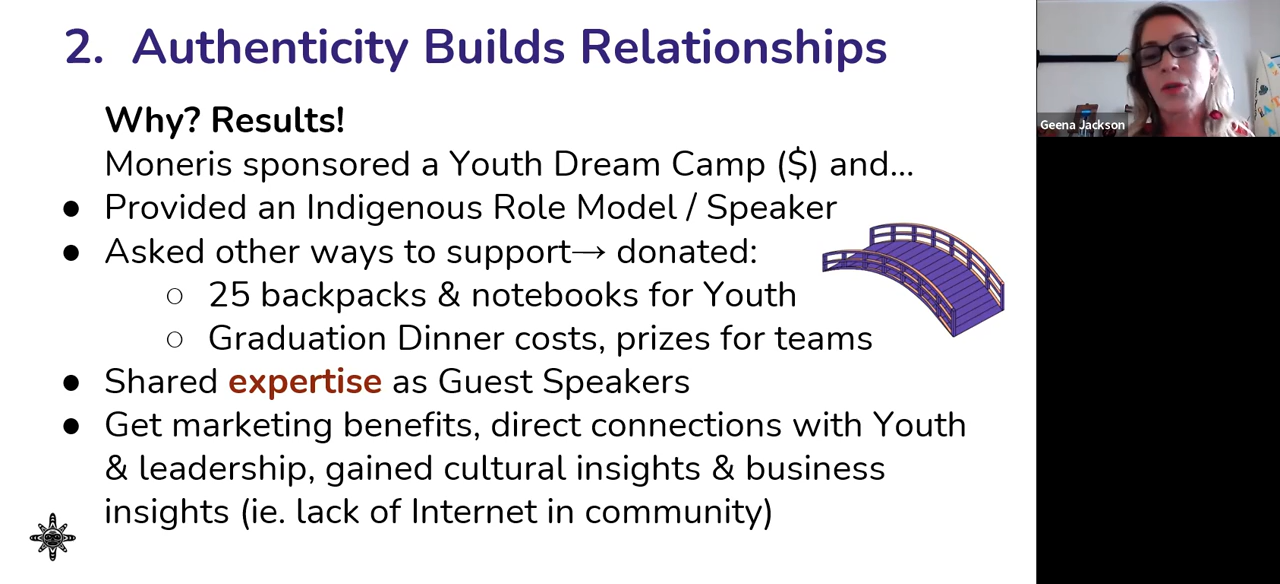 2. Authenticity Builds Relationships
Why? Results!
Moneris sponsored a Youth Dream Camp ($) and...
● Provided an Indigenous Role Model / Speaker
● Asked other ways to support→ donated:
○ 25 backpacks & notebooks for Youth
○ Graduation Dinner costs, prizes for teams
● Shared expertise as Guest Speakers
● Get marketing benefits, direct connections with Youth
& leadership, gained cultural insights & business
insights (ie. lack of Internet in community)
Geena Jackson